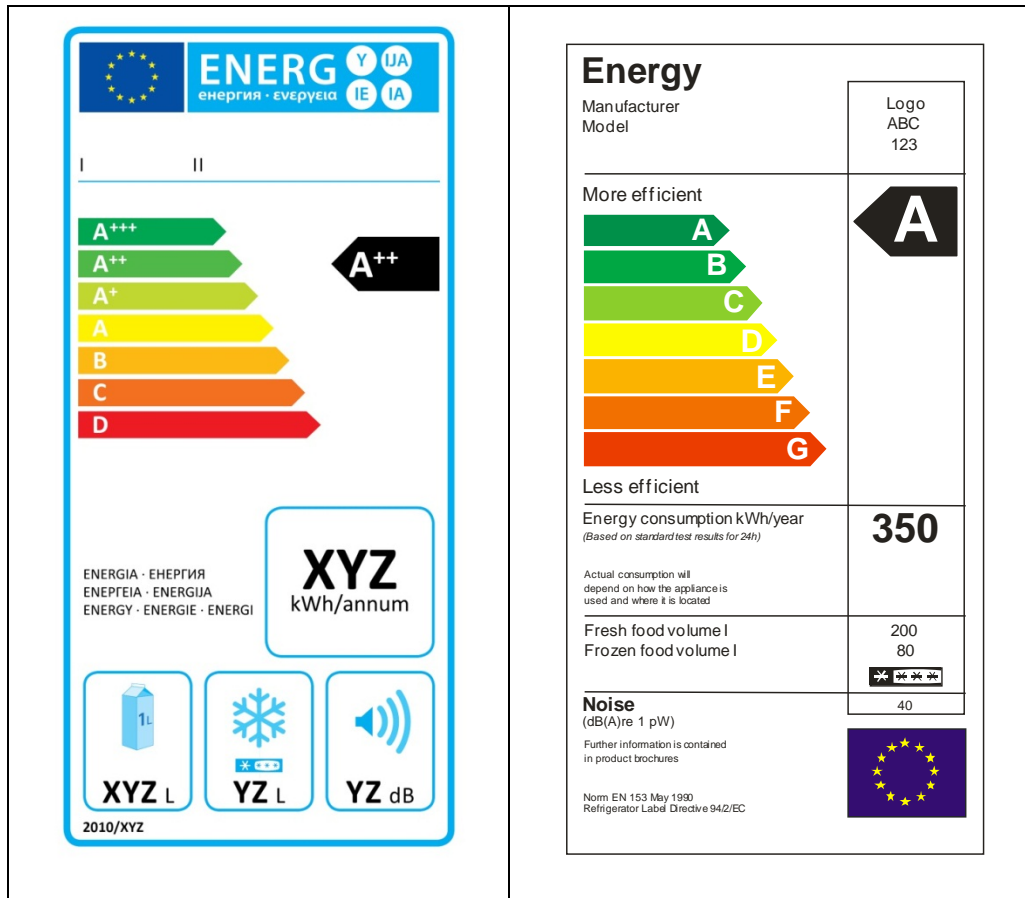 ENERG
Y
IJA
IE
IA
енергия · ενεργεια
I
II
A+++
A++
A+
A
B
C
D
A++
XYZ
kWh/annum
ENERGIA · ЕНЕРГИЯ
ΕΝΕΡΓΕΙΑ · ENERGIJA
ENERGY · ENERGIE · ENERGI
1L
XYZ L
YZ L
YZ dB
2010/XYZ
Energy
Manufacturer
Model
Logo
ABC
123
More efficient
A
B
C
D
E
F
G
A
Less efficient
Energy consumption kWh/year
(Based on standard test results for 24h)
350
Actual consumption will
depend on how the appliance is
used and where it is located
Fresh food volume l
200
Frozen food volume l
80
Noise
(dB(A) re 1 pW)
40
Further information is contained
in product brochures
Norm EN 153 May 1990
Refrigerator Label Directive 94/2/EC